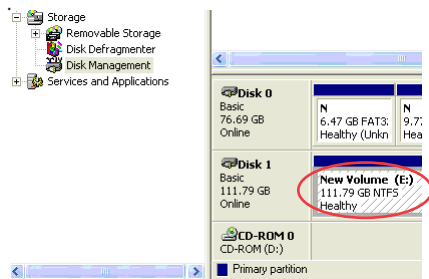 Storage
Removable Storage
Disk Defragmenter
Disk Management
Services and Applications
Disk 0
Basic
76.69 GB
Online
N
6.47 GB FAT3
Healthy (Unkn
N
9.77
Hea
Disk 1
Basic
111.79 GB
Online
New Volume (E:)
111.79 GB NTFS
Healthy
CD-ROM 0
CD-ROM (D:)
Primary partition